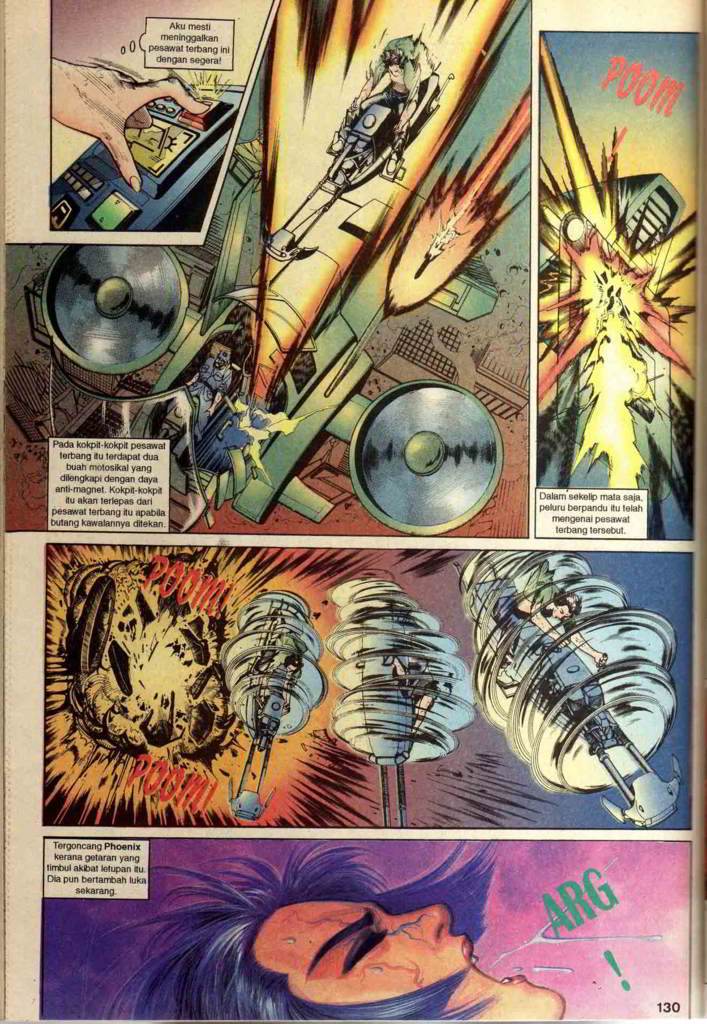 Aku mesti
meninggalkan
pesawat terbang ini
dengan segera!
POOM
!
Pada kokpit-kokpit pesawat
terbang itu terdapat dua
buah motosikal yang
dilengkapi dengan daya
anti-magnet. Kokpit-kokpit
itu akan terlepas dari
pesawat terbang itu apabila
butang kawalannya ditekan.
Dalam sekelip mata saja,
peluru berpandu itu telah
mengenai pesawat
terbang tersebut.
POOM!
POOM!
Tergoncang Phoenix
kerana getaran yang
timbul akibat letupan itu.
Dia pun bertambah luka
sekarang.
ARG
!
130